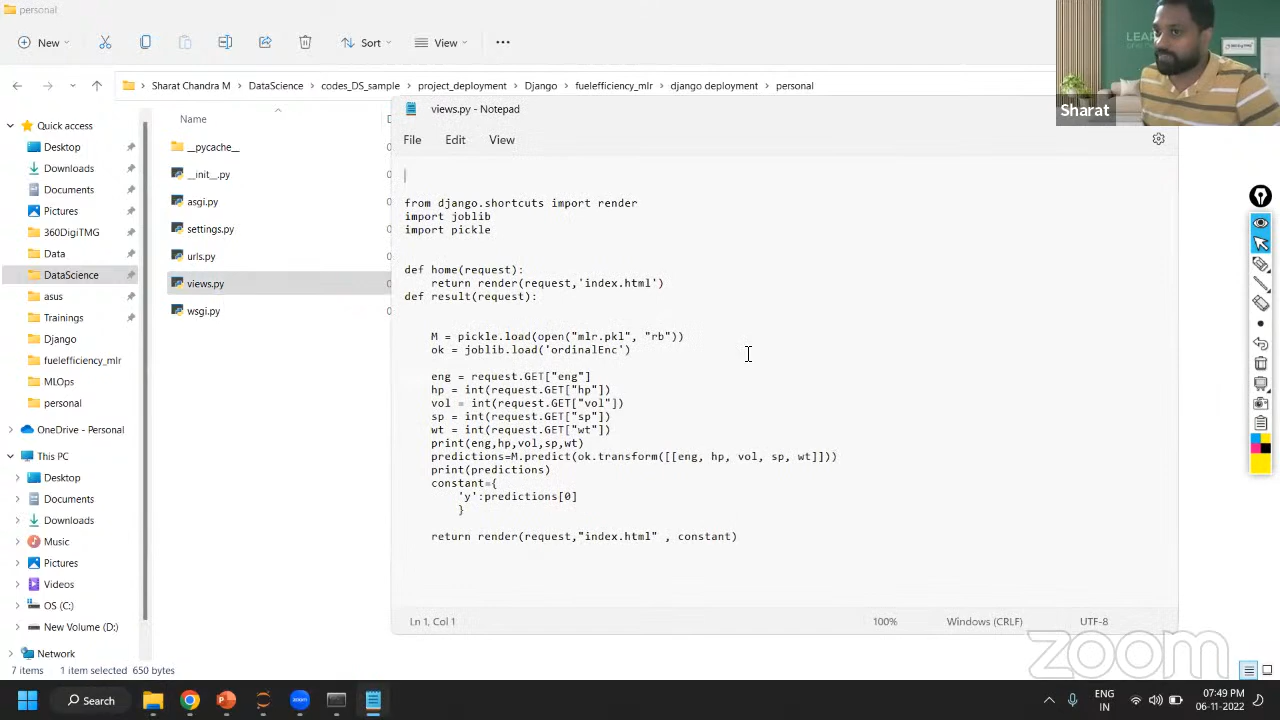 personal
New
Sort
View
Sharat Chandra M
DataScience
codes_DS_sample
project_deployment
Django
fuelefficiency_mlr
django deployment
personal
LEA
Sharat
Quick access
Desktop
Downloads
Documents
Pictures
360DigiTMG
Data
DataScience
asus
Trainings
Django
fuelefficiency_mlr
MLOps
personal
OneDrive - Personal
This PC
Desktop
Documents
Downloads
Music
Pictures
Videos
OS (C:)
New Volume (D:)
Network
Name
__pycache__
__init__.py
asgi.py
settings.py
urls.py
views.py
wsgi.py
views.py - Notepad
File Edit View
from django.shortcuts import render
import joblib
import pickle
def home(request):
return render(request,'index.html')
def result(request):
M = pickle.load(open("mlr.pkl", "rb"))
ok = joblib.load('ordinalEnc')
eng = request.GET["eng"]
hp = int(request.GET["hp"])
vol = int(request.GET["vol"])
sp = int(request.GET["sp"])
wt = int(request.GET["wt"])
print(eng,hp,vol,sp,wt)
predictions=M.predict(ok.transform([[eng, hp, vol, sp, wt]]))
print(predictions)
constant={
'y':predictions[0]
}
return render(request,"index.html" , constant)
Ln 1, Col 1
100%
Windows (CRLF)
UTF-8
zoom
7 items 1 item selected 650 bytes
Search
ENG
IN
07:49 PM
06-11-2022